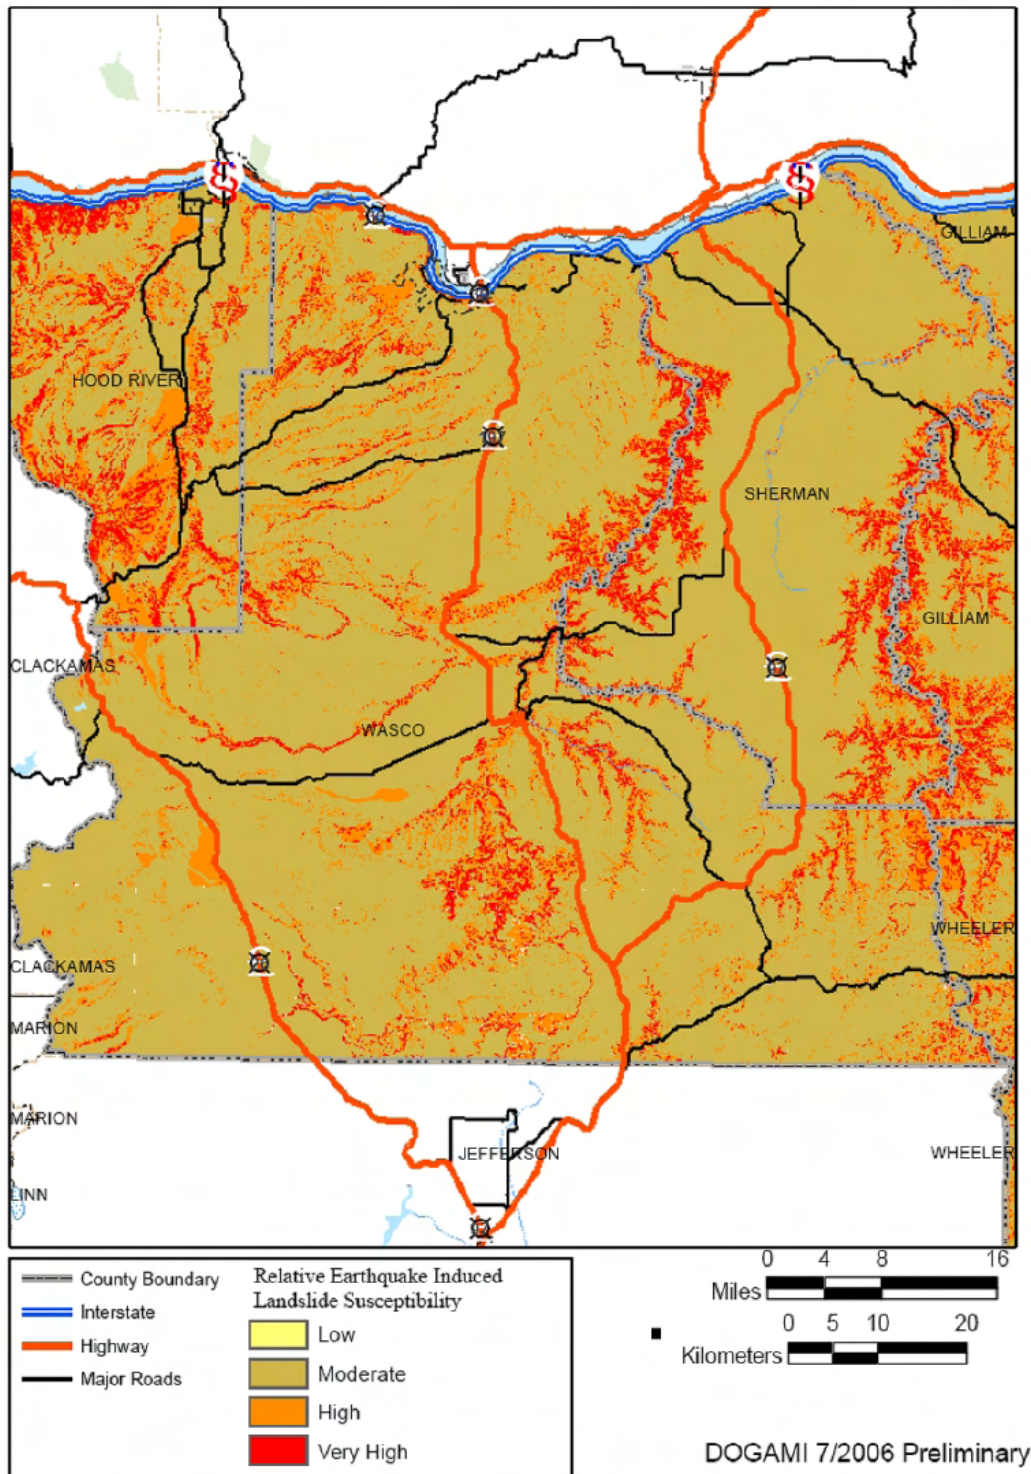 GILLIAM
HOOD RIVER
SHERMAN
GILLIAM
CLACKAMAS
WASCO
WHEELER
CLACKAMAS
MARION
MARION
JEFFERSON
WHEELER
LINN
County Boundary
Interstate
Highway
Major Roads
Relative Earthquake Induced
Landslide Susceptibility
Low
Moderate
High
Very High
0 4 8 16
Miles
0 5 10 20
Kilometers
DOGAMI 7/2006 Preliminary